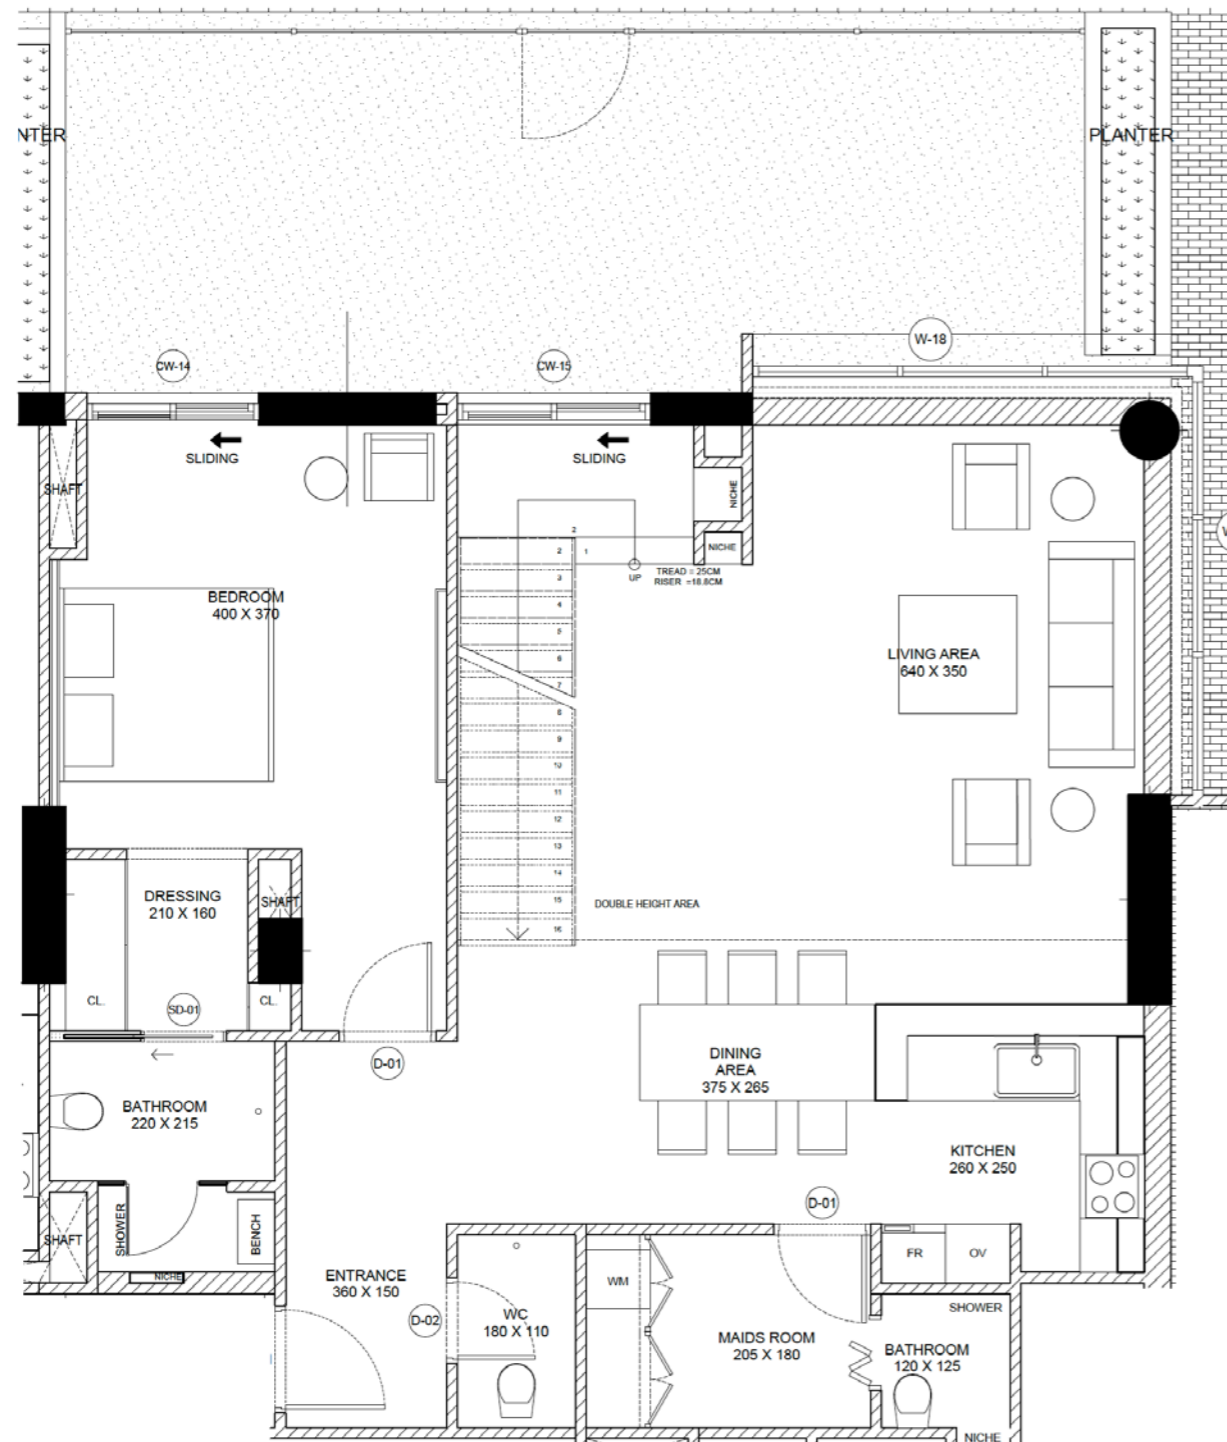 NTER
PLANTER
W-18
CW-14
CW-15
SLIDING
SLIDING
SHAFT
NICHE
NICHE
2
2
1
UP
TREAD = 25CM
RISER =18.8CM
3
4
5
6
7
8
9
10
11
12
13
14
15
16
BEDROOM
400 X 370
LIVING AREA
640 X 350
DRESSING
210 X 160
SHAFT
DOUBLE HEIGHT AREA
CL.
SD-01
CL.
D-01
DINING
AREA
375 X 265
BATHROOM
220 X 215
KITCHEN
260 X 250
D-01
SHAFT
SHOWER
BENCH
NICHE
ENTRANCE
360 X 150
D-02
WC
180 X 110
WM
FR
OV
MAIDS ROOM
205 X 180
SHOWER
BATHROOM
120 X 125
NICHE